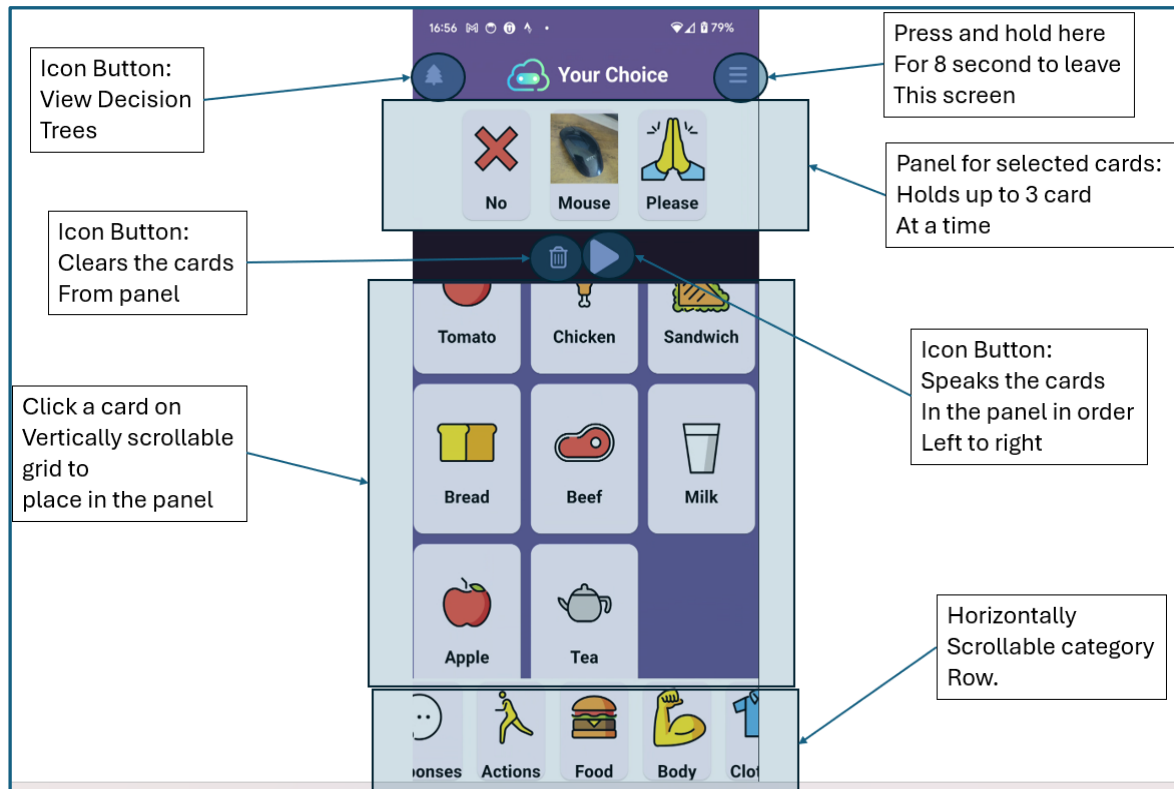 16:56
79%
Your Choice
Icon Button:
View Decision
Trees
Press and hold here
For 8 second to leave
This screen
No
Mouse
Please
Panel for selected cards:
Holds up to 3 card
At a time
Icon Button:
Clears the cards
From panel
Tomato
Chicken
Sandwich
Icon Button:
Speaks the cards
In the panel in order
Left to right
Click a card on
Vertically scrollable
grid to
place in the panel
Bread
Beef
Milk
Apple
Tea
Horizontally
Scrollable category
Row.
onses
Actions
Food
Body
Clot